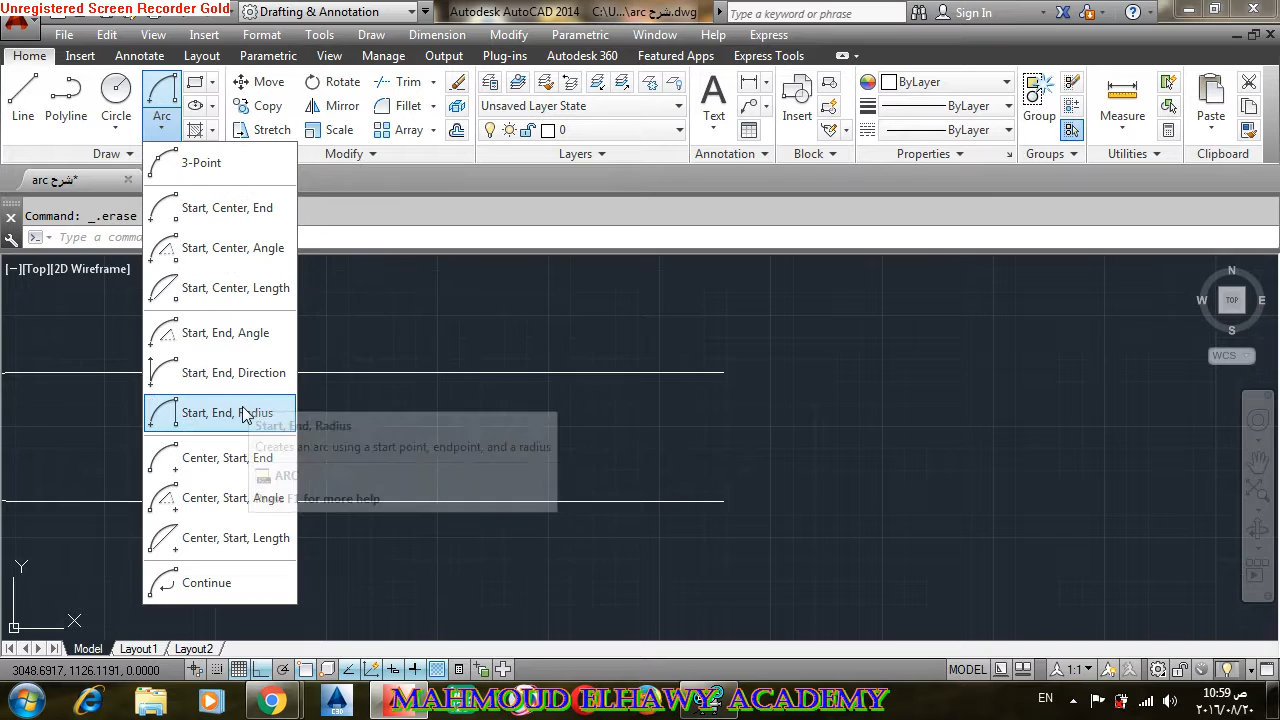 Unregistered Screen Recorder Gold
Drafting & Annotation
Autodesk AutoCAD 2014 C:\U...\شرح arc.dwg
Type a keyword or phrase
Sign In
File Edit View Insert Format Tools Draw Dimension Modify Parametric Window Help Express
Home Insert Annotate Layout Parametric View Manage Output Plug-ins Autodesk 360 Featured Apps Express Tools
Line Polyline Circle Arc
Move Rotate Trim
Copy Mirror Fillet
Stretch Scale Array
Unsaved Layer State
0
Text
Insert
ByLayer
ByLayer
ByLayer
Group
Measure
Paste
Draw Modify Layers Annotation Block Properties Groups Utilities Clipboard
شرح arc*
3-Point
Start, Center, End
Start, Center, Angle
Start, Center, Length
Start, End, Angle
Start, End, Direction
Start, End, Radius
Center, Start, End
Center, Start, Angle
Center, Start, Length
Continue
Command: _.erase
Type a comma
[−][Top][2D Wireframe]
Start, End, Radius
Creates an arc using a start point, endpoint, and a radius
ARC
F1 for more help
N
W TOP E
S
WCS
Y
X
Model Layout1 Layout2
3048.6917, 1126.1191, 0.0000
MODEL
1:1
C3D
MAHMOUD ELHAWY ACADEMY
EN
10:59 ص
٢٠١٦/٠٨/٢٠